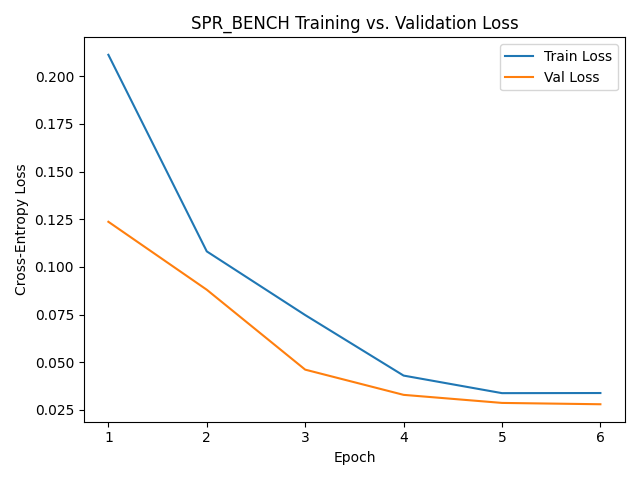 SPR_BENCH Training vs. Validation Loss
Train Loss
Val Loss
Cross-Entropy Loss
0.200
0.175
0.150
0.125
0.100
0.075
0.050
0.025
1 2 3 4 5 6
Epoch